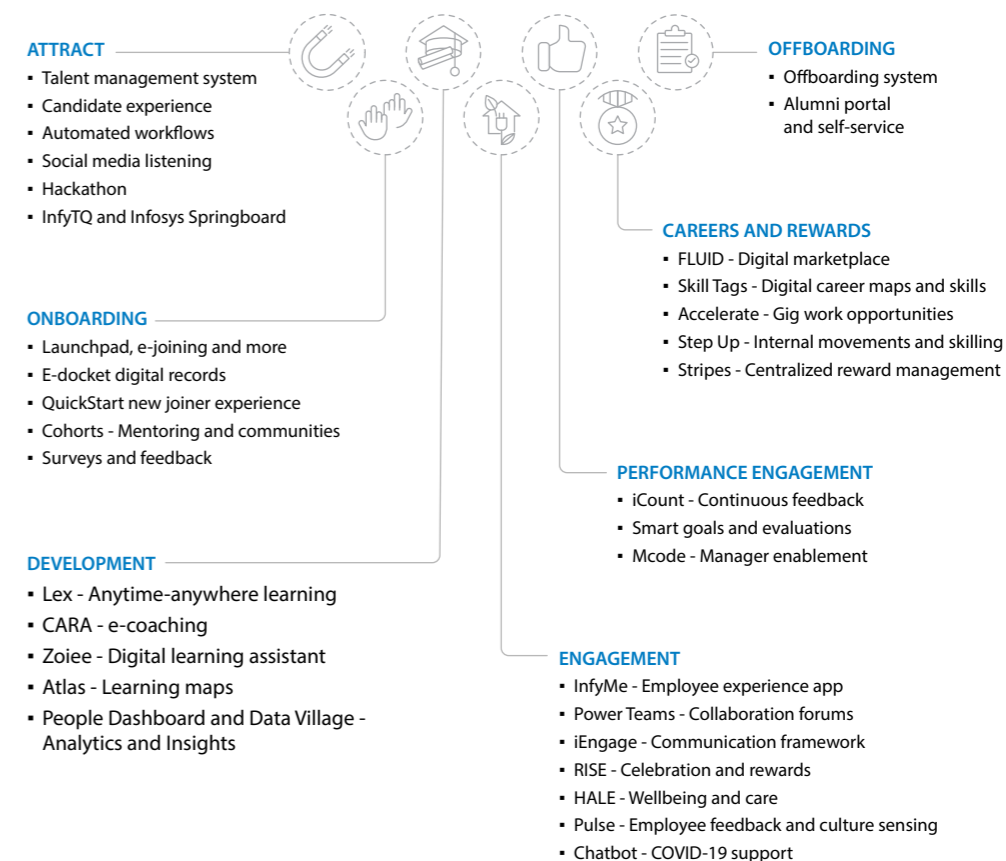 ATTRACT
▪ Talent management system
▪ Candidate experience
▪ Automated workflows
▪ Social media listening
▪ Hackathon
▪ InfyTQ and Infosys Springboard
ONBOARDING
▪ Launchpad, e-joining and more
▪ E-docket digital records
▪ QuickStart new joiner experience
▪ Cohorts - Mentoring and communities
▪ Surveys and feedback
DEVELOPMENT
▪ Lex - Anytime-anywhere learning
▪ CARA - e-coaching
▪ Zoiee - Digital learning assistant
▪ Atlas - Learning maps
▪ People Dashboard and Data Village -
Analytics and Insights
OFFBOARDING
▪ Offboarding system
▪ Alumni portal
and self-service
CAREERS AND REWARDS
▪ FLUID - Digital marketplace
▪ Skill Tags - Digital career maps and skills
▪ Accelerate - Gig work opportunities
▪ Step Up - Internal movements and skilling
▪ Stripes - Centralized reward management
PERFORMANCE ENGAGEMENT
▪ iCount - Continuous feedback
▪ Smart goals and evaluations
▪ Mcode - Manager enablement
ENGAGEMENT
▪ InfyMe - Employee experience app
▪ Power Teams - Collaboration forums
▪ iEngage - Communication framework
▪ RISE - Celebration and rewards
▪ HALE - Wellbeing and care
▪ Pulse - Employee feedback and culture sensing
▪ Chatbot - COVID-19 support